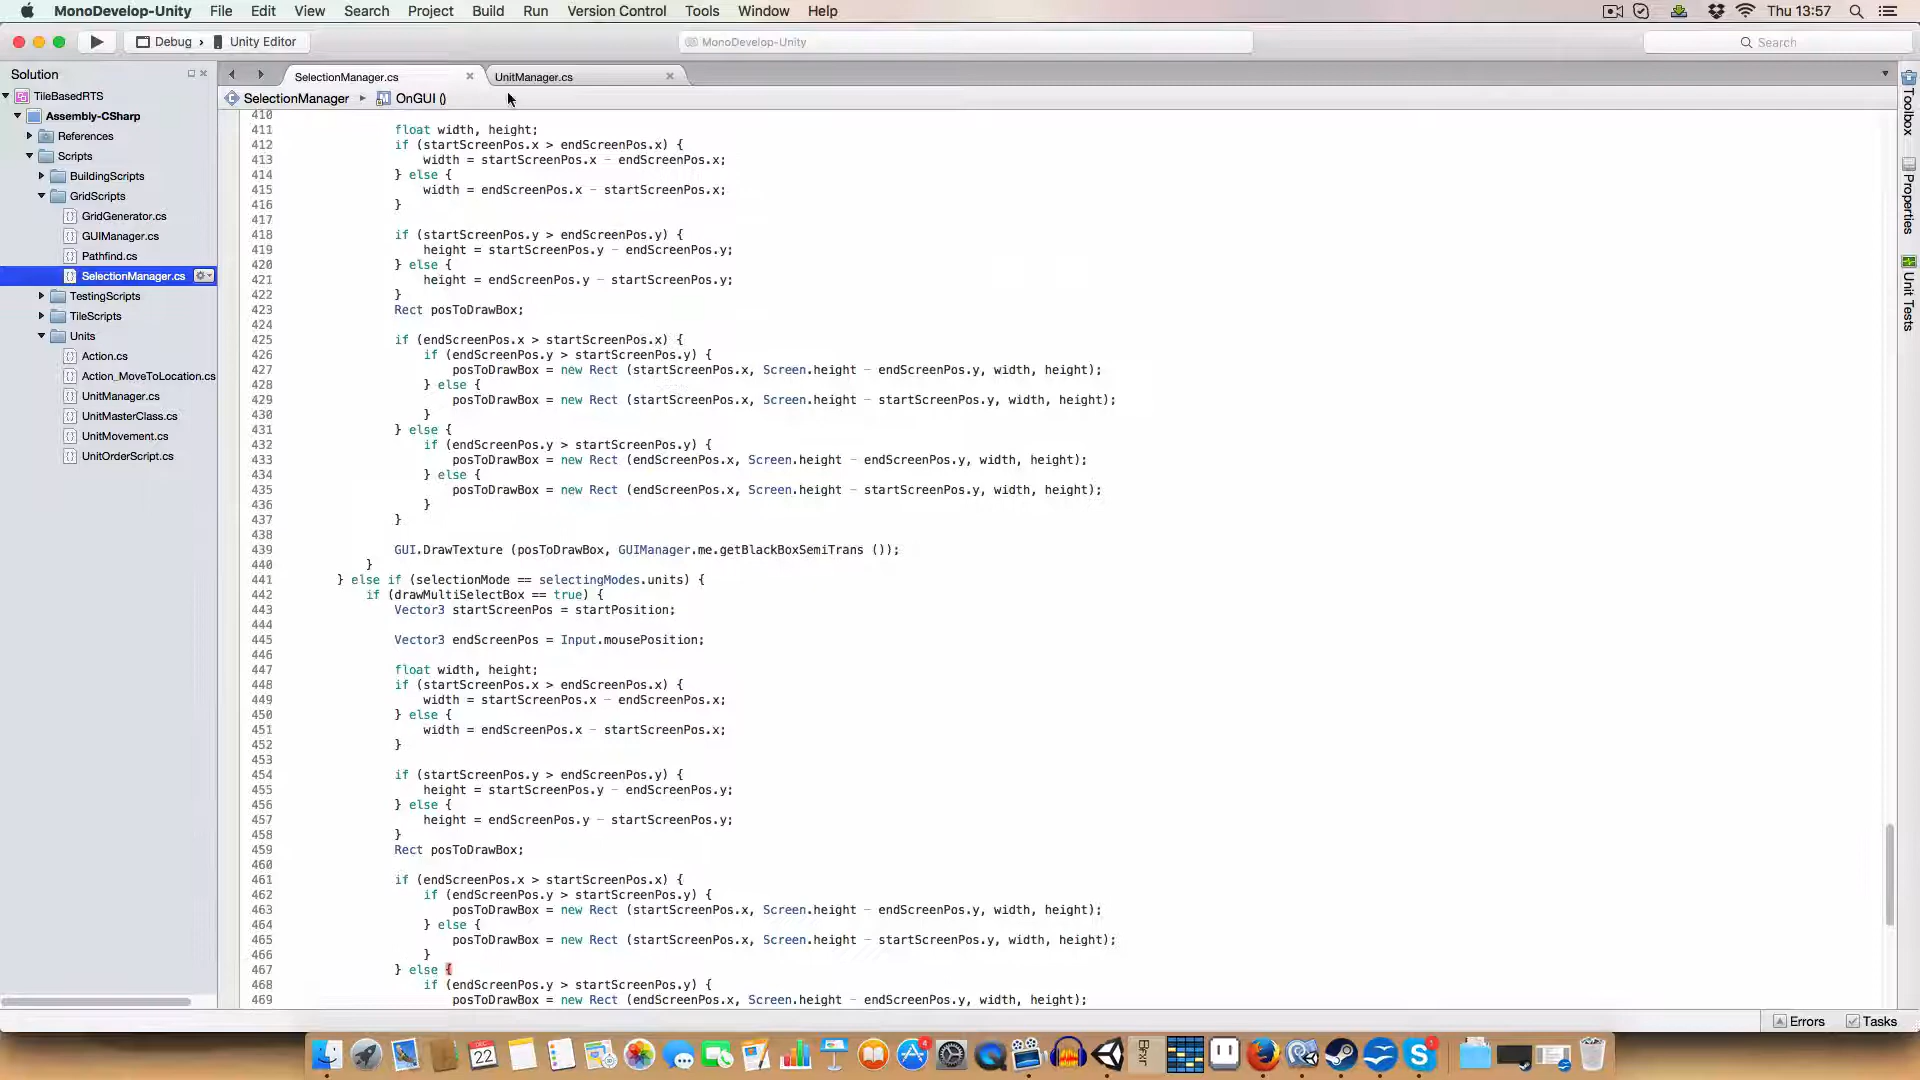 MonoDevelop-Unity File Edit View Search Project Build Run Version Control Tools Window Help Thu 13:57
Debug › Unity Editor MonoDevelop-Unity Search
Solution SelectionManager.cs UnitManager.cs
SelectionManager OnGUI ()
TileBasedRTS
Assembly-CSharp
References
Scripts
BuildingScripts
GridScripts
GridGenerator.cs
GUIManager.cs
Pathfind.cs
SelectionManager.cs
TestingScripts
TileScripts
Units
Action.cs
Action_MoveToLocation.cs
UnitManager.cs
UnitMasterClass.cs
UnitMovement.cs
UnitOrderScript.cs
410
411 float width, height;
412 if (startScreenPos.x > endScreenPos.x) {
413 width = startScreenPos.x - endScreenPos.x;
414 } else {
415 width = endScreenPos.x - startScreenPos.x;
416 }
417
418 if (startScreenPos.y > endScreenPos.y) {
419 height = startScreenPos.y - endScreenPos.y;
420 } else {
421 height = endScreenPos.y - startScreenPos.y;
422 }
423 Rect posToDrawBox;
424
425 if (endScreenPos.x > startScreenPos.x) {
426 if (endScreenPos.y > startScreenPos.y) {
427 posToDrawBox = new Rect (startScreenPos.x, Screen.height - endScreenPos.y, width, height);
428 } else {
429 posToDrawBox = new Rect (startScreenPos.x, Screen.height - startScreenPos.y, width, height);
430 }
431 } else {
432 if (endScreenPos.y > startScreenPos.y) {
433 posToDrawBox = new Rect (endScreenPos.x, Screen.height - endScreenPos.y, width, height);
434 } else {
435 posToDrawBox = new Rect (endScreenPos.x, Screen.height - startScreenPos.y, width, height);
436 }
437 }
438
439 GUI.DrawTexture (posToDrawBox, GUIManager.me.getBlackBoxSemiTrans ());
440 }
441 } else if (selectionMode == selectingModes.units) {
442 if (drawMultiSelectBox == true) {
443 Vector3 startScreenPos = startPosition;
444
445 Vector3 endScreenPos = Input.mousePosition;
446
447 float width, height;
448 if (startScreenPos.x > endScreenPos.x) {
449 width = startScreenPos.x - endScreenPos.x;
450 } else {
451 width = endScreenPos.x - startScreenPos.x;
452 }
453
454 if (startScreenPos.y > endScreenPos.y) {
455 height = startScreenPos.y - endScreenPos.y;
456 } else {
457 height = endScreenPos.y - startScreenPos.y;
458 }
459 Rect posToDrawBox;
460
461 if (endScreenPos.x > startScreenPos.x) {
462 if (endScreenPos.y > startScreenPos.y) {
463 posToDrawBox = new Rect (startScreenPos.x, Screen.height - endScreenPos.y, width, height);
464 } else {
465 posToDrawBox = new Rect (startScreenPos.x, Screen.height - startScreenPos.y, width, height);
466 }
467 } else {
468 if (endScreenPos.y > startScreenPos.y) {
469 posToDrawBox = new Rect (endScreenPos.x, Screen.height - endScreenPos.y, width, height);
Toolbox
Properties
Unit Tests
Errors Tasks
DEC
22
4
1